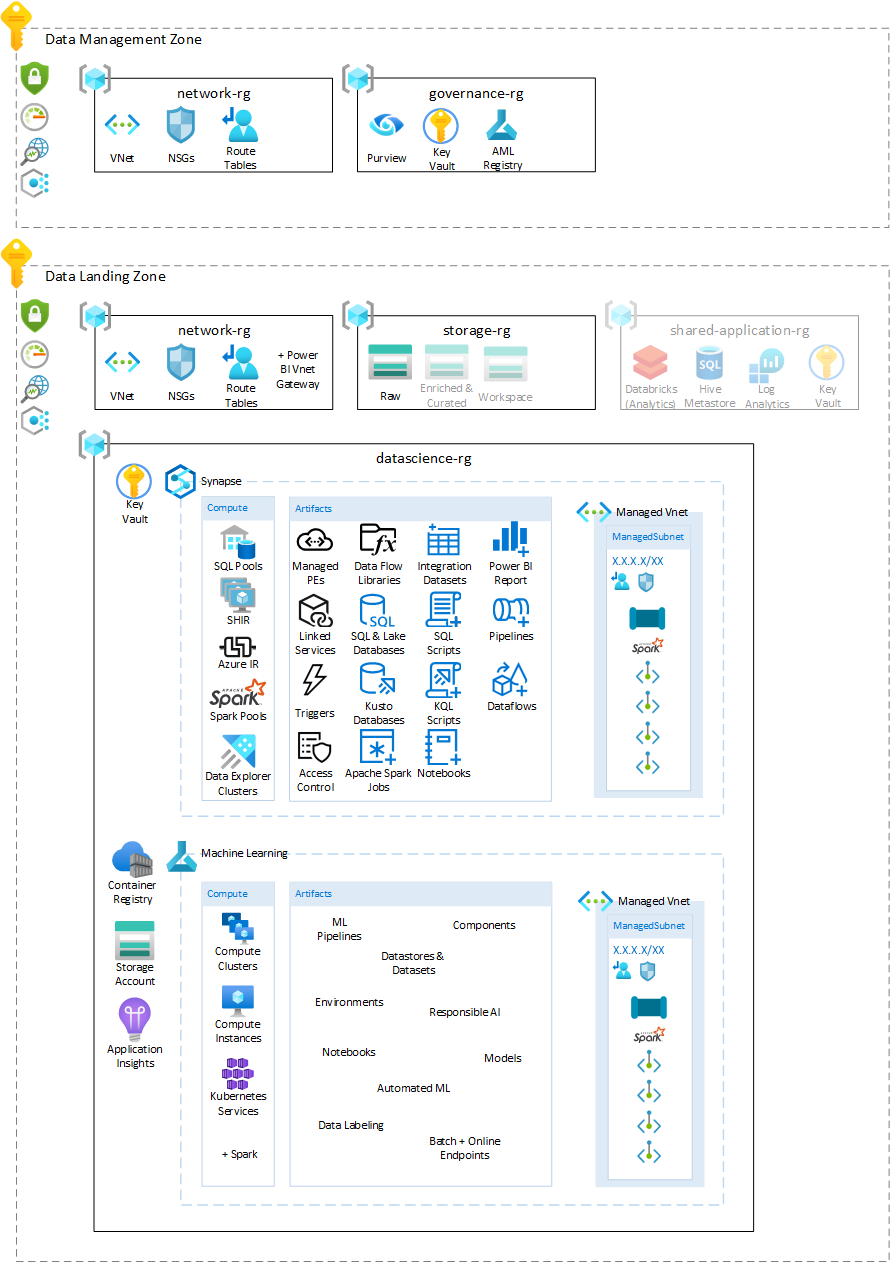 Data Management Zone
network-rg
VNet
NSGs
Route
Tables
governance-rg
Purview
Key
Vault
AML
Registry
Data Landing Zone
network-rg
VNet
NSGs
Route
Tables
+ Power
BI Vnet
Gateway
storage-rg
Raw
Enriched &
Curated
Workspace
shared-application-rg
Databricks
(Analytics)
SQL
Hive
Metastore
Log
Analytics
Key
Vault
datascience-rg
Key
Vault
Synapse
Compute
SQL Pools
SHIR
Azure IR
APACHE
Spark
Spark Pools
Data Explorer
Clusters
Artifacts
Managed
PEs
fx
Data Flow
Libraries
Integration
Datasets
Power BI
Report
Linked
Services
SQL
SQL & Lake
Databases
SQL
Scripts
Pipelines
Triggers
Kusto
Databases
KQL
Scripts
Dataflows
Access
Control
Apache Spark
Jobs
Notebooks
Managed Vnet
ManagedSubnet
X.X.X.X/XX
Spark
Container
Registry
Storage
Account
Application
Insights
Machine Learning
Compute
Compute
Clusters
Compute
Instances
Kubernetes
Services
+ Spark
Artifacts
ML
Pipelines
Components
Datastores &
Datasets
Environments
Responsible AI
Notebooks
Models
Automated ML
Data Labeling
Batch + Online
Endpoints
Managed Vnet
ManagedSubnet
X.X.X.X/XX
Spark